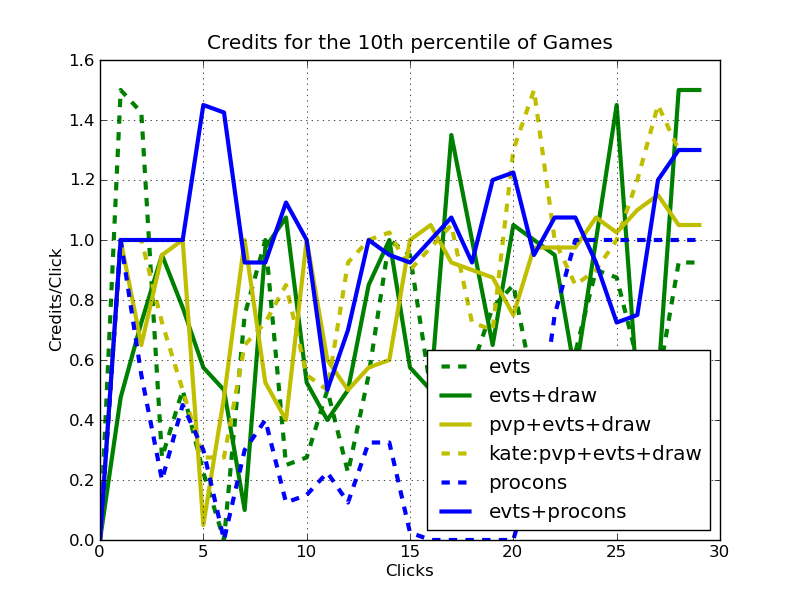 Credits for the 10th percentile of Games
1.6
1.4
1.2
1.0
0.8
0.6
0.4
0.2
0.0
Credits/Click
evts
evts+draw
pvp+evts+draw
kate:pvp+evts+draw
procons
evts+procons
0 5 10 15 20 25 30
Clicks